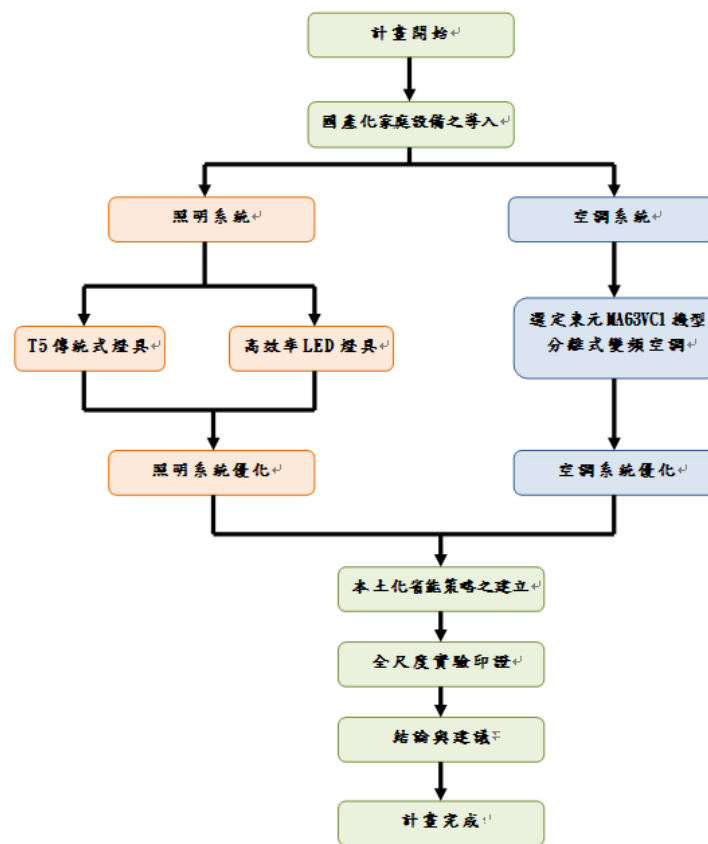 計畫開始
國產化家庭設備之導入
照明系統
空調系統
T5傳統式燈具
高效率LED燈具
選定東元MA63VC1機型
分離式變頻空調
照明系統優化
空調系統優化
本土化省能策略之建立
全尺度實驗印證
結論與建議
計畫完成